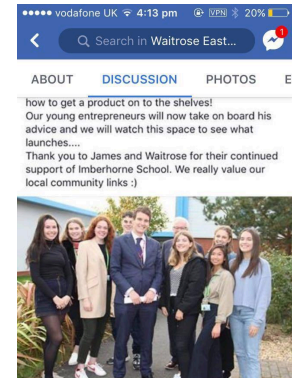 vodafone UK 4:13 pm VPN 20%
Search in Waitrose East...
1
ABOUT DISCUSSION PHOTOS E
how to get a product on to the shelves!
Our young entrepreneurs will now take on board his
advice and we will watch this space to see what
launches....
Thank you to James and Waitrose for their continued
support of Imberhorne School. We really value our
local community links :)